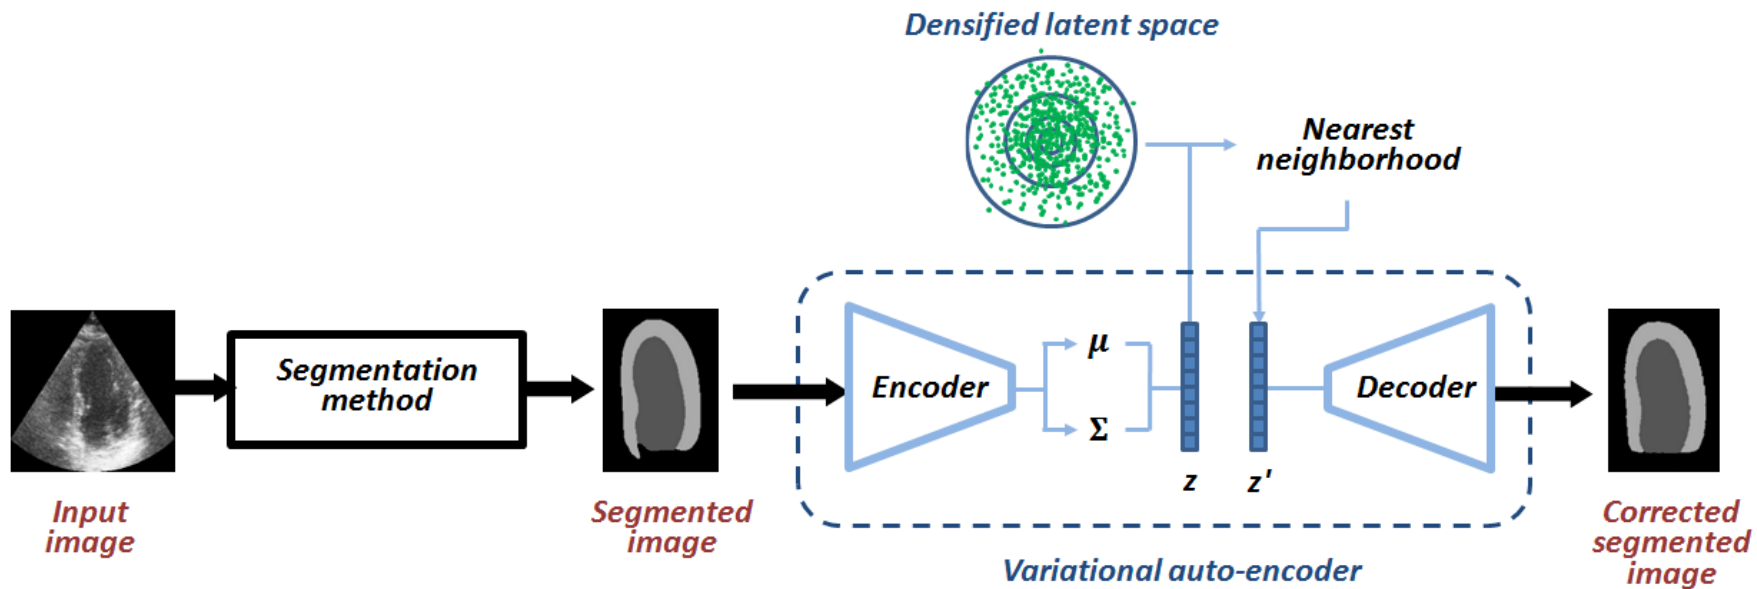 Densified latent space
Nearest
neighborhood
Segmentation
method
Encoder
μ
Σ
z
z'
Decoder
Input
image
Segmented
image
Variational auto-encoder
Corrected
segmented
image